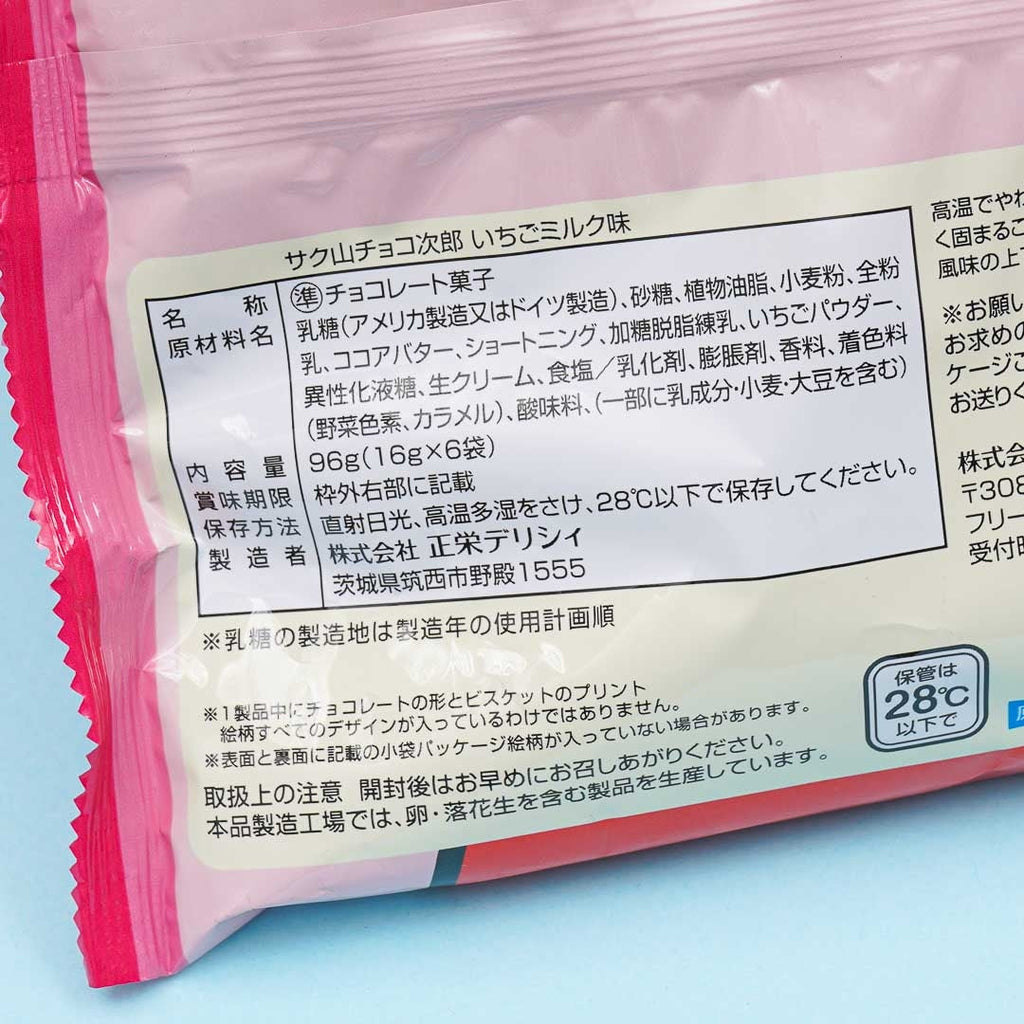 サク山チョコ次郎 いちごミルク味
名称 準チョコレート菓子
原材料名 乳糖(アメリカ製造又はドイツ製造)、砂糖、植物油脂、小麦粉、全粉
乳、ココアバター、ショートニング、加糖脱脂練乳、いちごパウダー、
異性化液糖、生クリーム、食塩/乳化剤、膨脹剤、香料、着色料
(野菜色素、カラメル)、酸味料、(一部に乳成分・小麦・大豆を含む)
内容量 96g(16g×6袋)
賞味期限 枠外右部に記載
保存方法 直射日光、高温多湿をさけ、28℃以下で保存してください。
製造者 株式会社 正栄デリシィ
茨城県筑西市野殿1555
※乳糖の製造地は製造年の使用計画順
※1製品中にチョコレートの形とビスケットのプリント
絵柄すべてのデザインが入っているわけではありません。
※表面と裏面に記載の小袋パッケージ絵柄が入っていない場合があります。
取扱上の注意 開封後はお早めにお召しあがりください。
本品製造工場では、卵・落花生を含む製品を生産しています。
保管は
28℃
以下で
高温でやわ
く固まるこ
風味の上
※お願い
お求めの
ケージご
お送りく
株式会
〒308
フリー
受付時